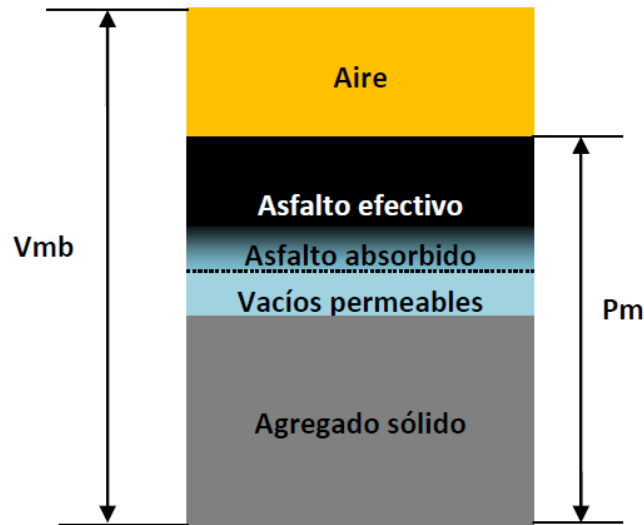 Aire
Asfalto efectivo
Vmb
Asfalto absorbido
Vacíos permeables
Pm
Agregado sólido